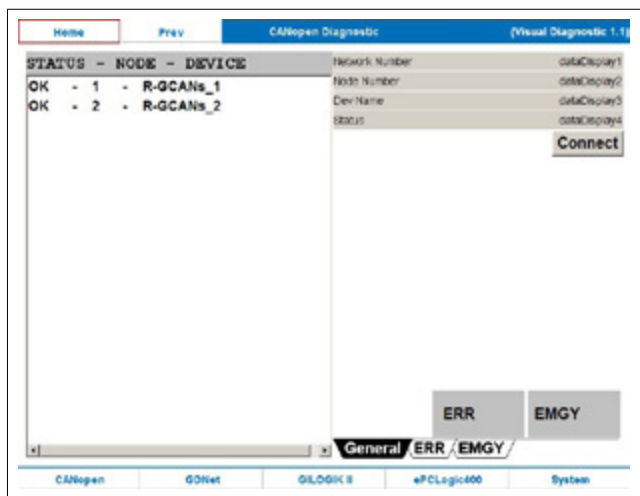 Home Prev CANopen Diagnostic (Visual Diagnostic 1.1)
STATUS - NODE - DEVICE
OK - 1 - R-GCANs_1
OK - 2 - R-GCANs_2
Network Number dataDisplay1
Node Number dataDisplay2
Dev Name dataDisplay3
Status dataDisplay4
Connect
ERR EMGY
General ERR EMGY
CANopen GDNet GILOGIK II ePCLogic400 System